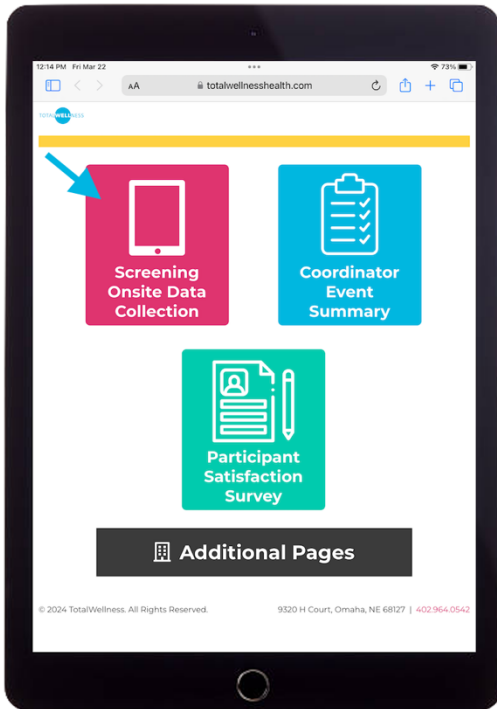 12:14 PM Fri Mar 22
73%
AA
totalwellnesshealth.com
TOTALWELLNESS
Screening
Onsite Data
Collection
Coordinator
Event
Summary
Participant
Satisfaction
Survey
Additional Pages
© 2024 TotalWellness. All Rights Reserved.
9320 H Court, Omaha, NE 68127 | 402.964.0542